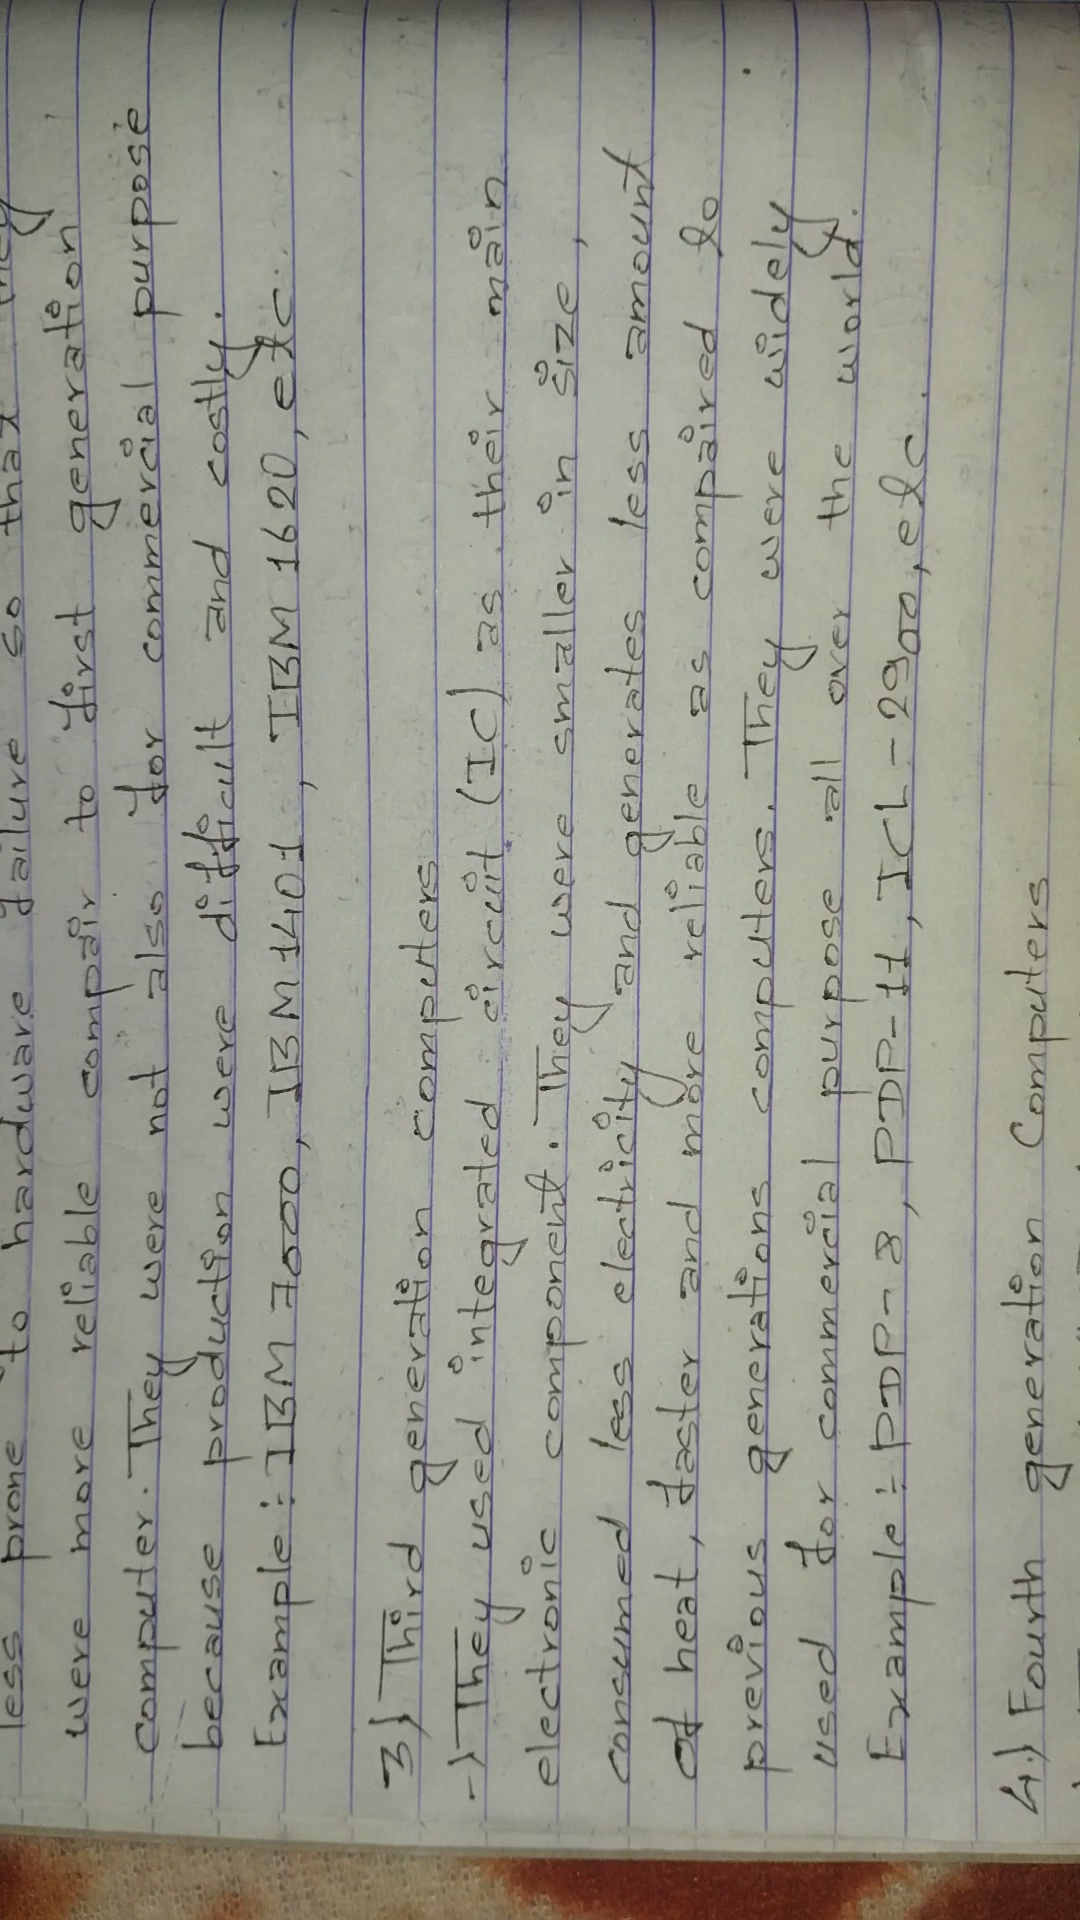 less prone to hardware failure so that they
were more reliable compair to first generation
computer. They were not also for commercial purpose
because production were difficult and costly.
Example : IBM 7000, IBM 1401, IBM 1620, etc.
3) Third generation computers
→ They used integrated circuit (IC) as their main
electronic component. They were smaller in size,
consumed less electricity and generates less amount
of heat, faster and more reliable as compaired to
previous generations computers. They were widely
used for commercial purpose all over the world.
Example : PDP-8, PDP-11, ICL-2900, etc.
4.) Fourth generation Computers